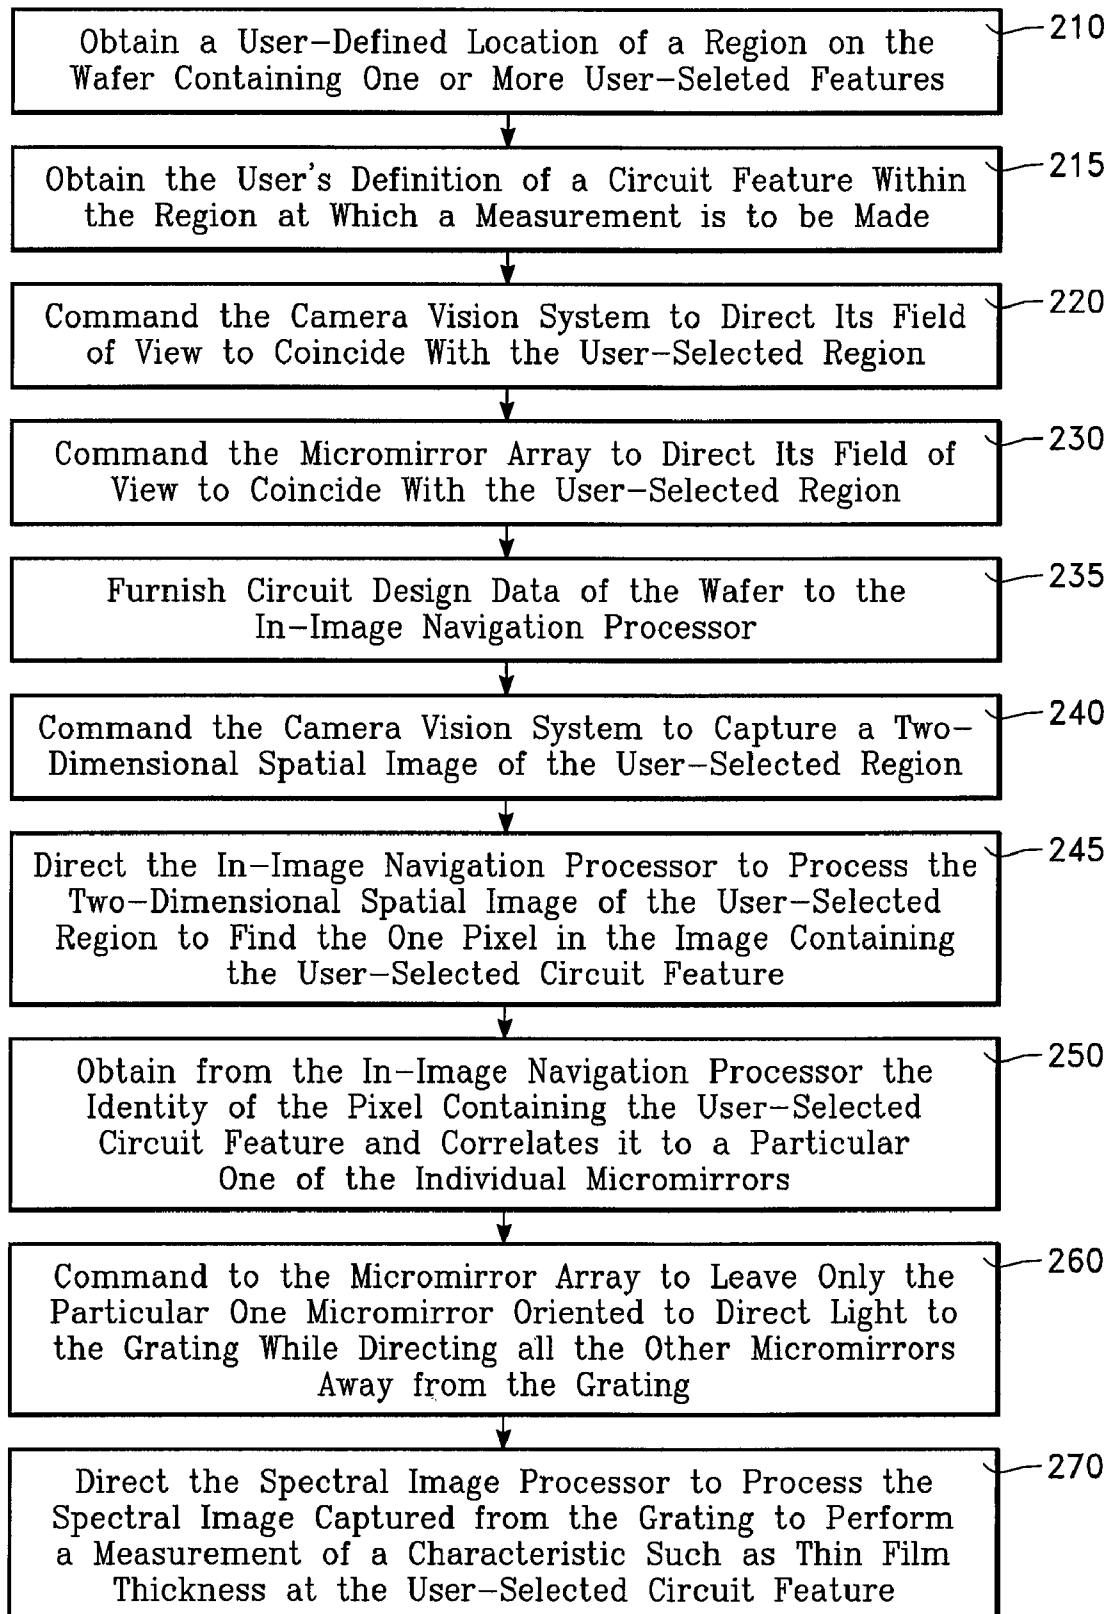 Obtain a User-Defined Location of a Region on the
Wafer Containing One or More User-Seleted Features
210
Obtain the User's Definition of a Circuit Feature Within
the Region at Which a Measurement is to be Made
215
Command the Camera Vision System to Direct Its Field
of View to Coincide With the User-Selected Region
220
Command the Micromirror Array to Direct Its Field of
View to Coincide With the User-Selected Region
230
Furnish Circuit Design Data of the Wafer to the
In-Image Navigation Processor
235
Command the Camera Vision System to Capture a Two-
Dimensional Spatial Image of the User-Selected Region
240
Direct the In-Image Navigation Processor to Process the
Two-Dimensional Spatial Image of the User-Selected
Region to Find the One Pixel in the Image Containing
the User-Selected Circuit Feature
245
Obtain from the In-Image Navigation Processor the
Identity of the Pixel Containing the User-Selected
Circuit Feature and Correlates it to a Particular
One of the Individual Micromirrors
250
Command to the Micromirror Array to Leave Only the
Particular One Micromirror Oriented to Direct Light to
the Grating While Directing all the Other Micromirrors
Away from the Grating
260
Direct the Spectral Image Processor to Process the
Spectral Image Captured from the Grating to Perform
a Measurement of a Characteristic Such as Thin Film
Thickness at the User-Selected Circuit Feature
270